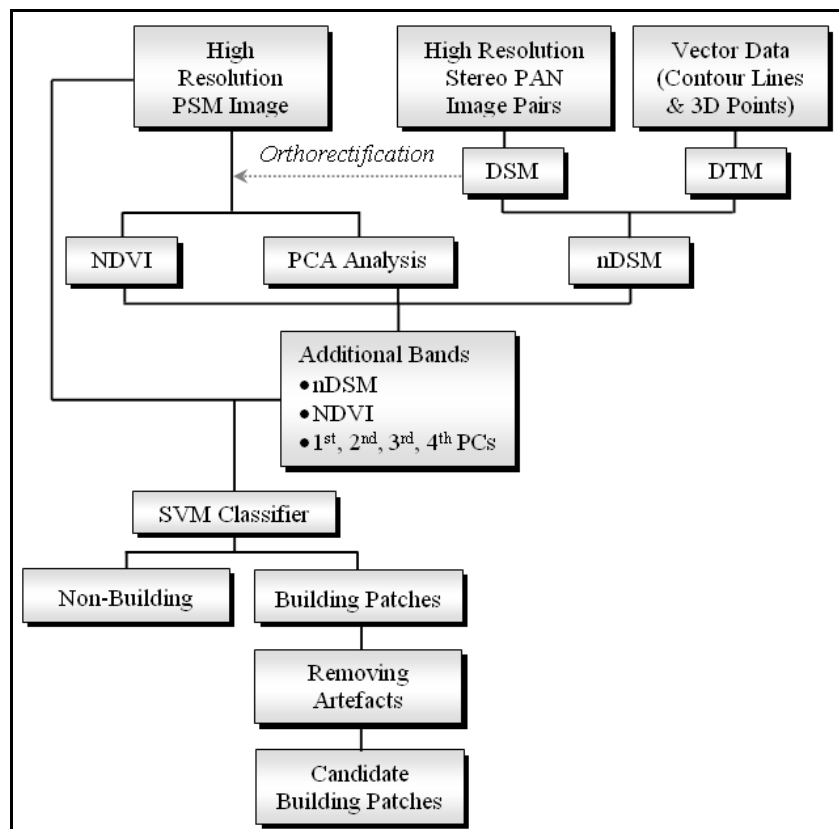 High
Resolution
PSM Image
High Resolution
Stereo PAN
Image Pairs
Vector Data
(Contour Lines
& 3D Points)
Orthorectification
DSM
DTM
NDVI
PCA Analysis
nDSM
Additional Bands
●nDSM
●NDVI
●1st, 2nd, 3rd, 4th PCs
SVM Classifier
Non-Building
Building Patches
Removing
Artefacts
Candidate
Building Patches